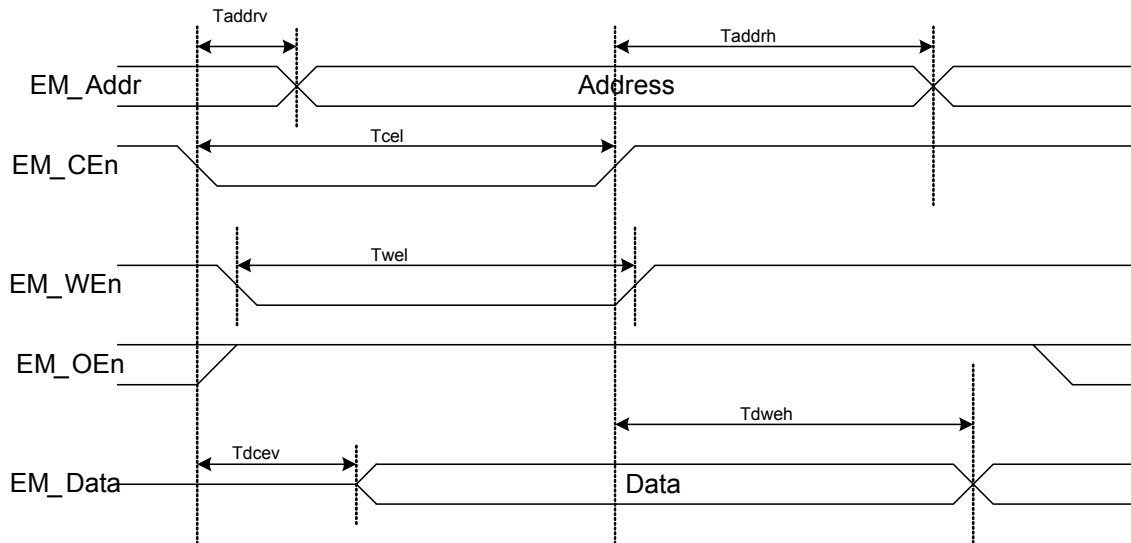 Taddrv
Taddrh
EM_Addr
Address
Tcel
EM_CEn
Twel
EM_WEn
EM_OEn
Tdweh
Tdcev
EM_Data
Data